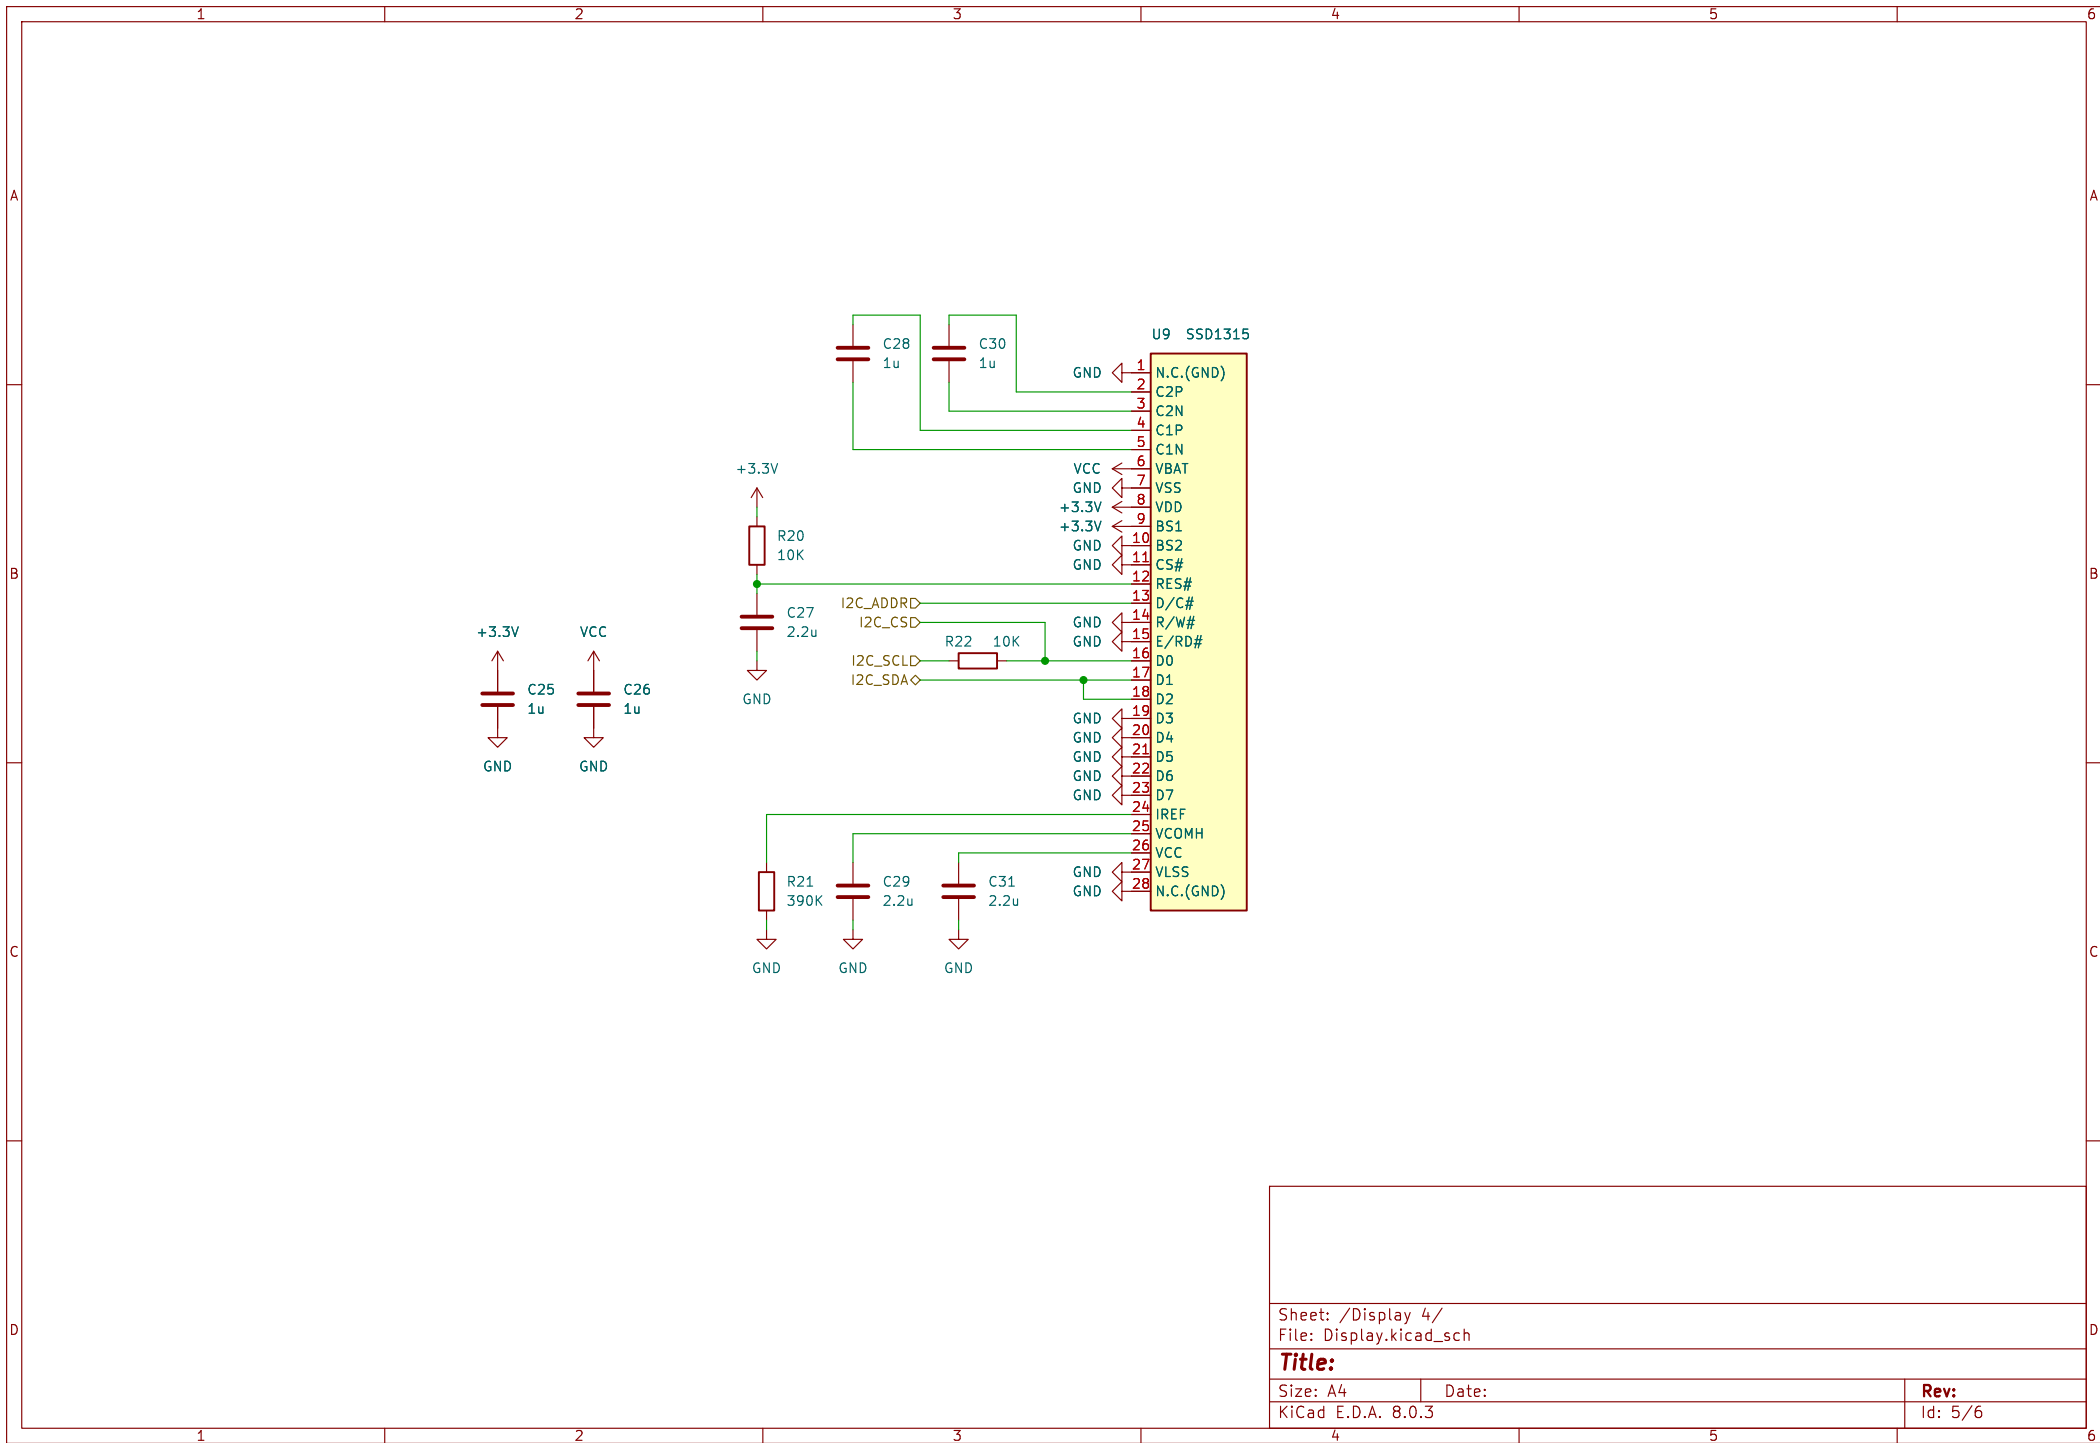 1 2 3 4 5 6
A A
B B
C C
D D
C28
1u
C30
1u
U9 SSD1315
GND 1 N.C.(GND)
2 C2P
3 C2N
4 C1P
5 C1N
VCC 6 VBAT
GND 7 VSS
+3.3V 8 VDD
+3.3V 9 BS1
GND 10 BS2
GND 11 CS#
12 RES#
I2C_ADDR 13 D/C#
I2C_CS GND 14 R/W#
GND 15 E/RD#
I2C_SCL R22 10K 16 D0
I2C_SDA 17 D1
18 D2
GND 19 D3
GND 20 D4
GND 21 D5
GND 22 D6
GND 23 D7
24 IREF
25 VCOMH
26 VCC
GND 27 VLSS
GND 28 N.C.(GND)
+3.3V
R20
10K
C27
2.2u
GND
+3.3V
C25
1u
GND
VCC
C26
1u
GND
R21
390K
GND
C29
2.2u
GND
C31
2.2u
GND
Sheet: /Display 4/
File: Display.kicad_sch
Title:
Size: A4 Date: Rev:
KiCad E.D.A. 8.0.3 Id: 5/6
1 2 3 4 5 6